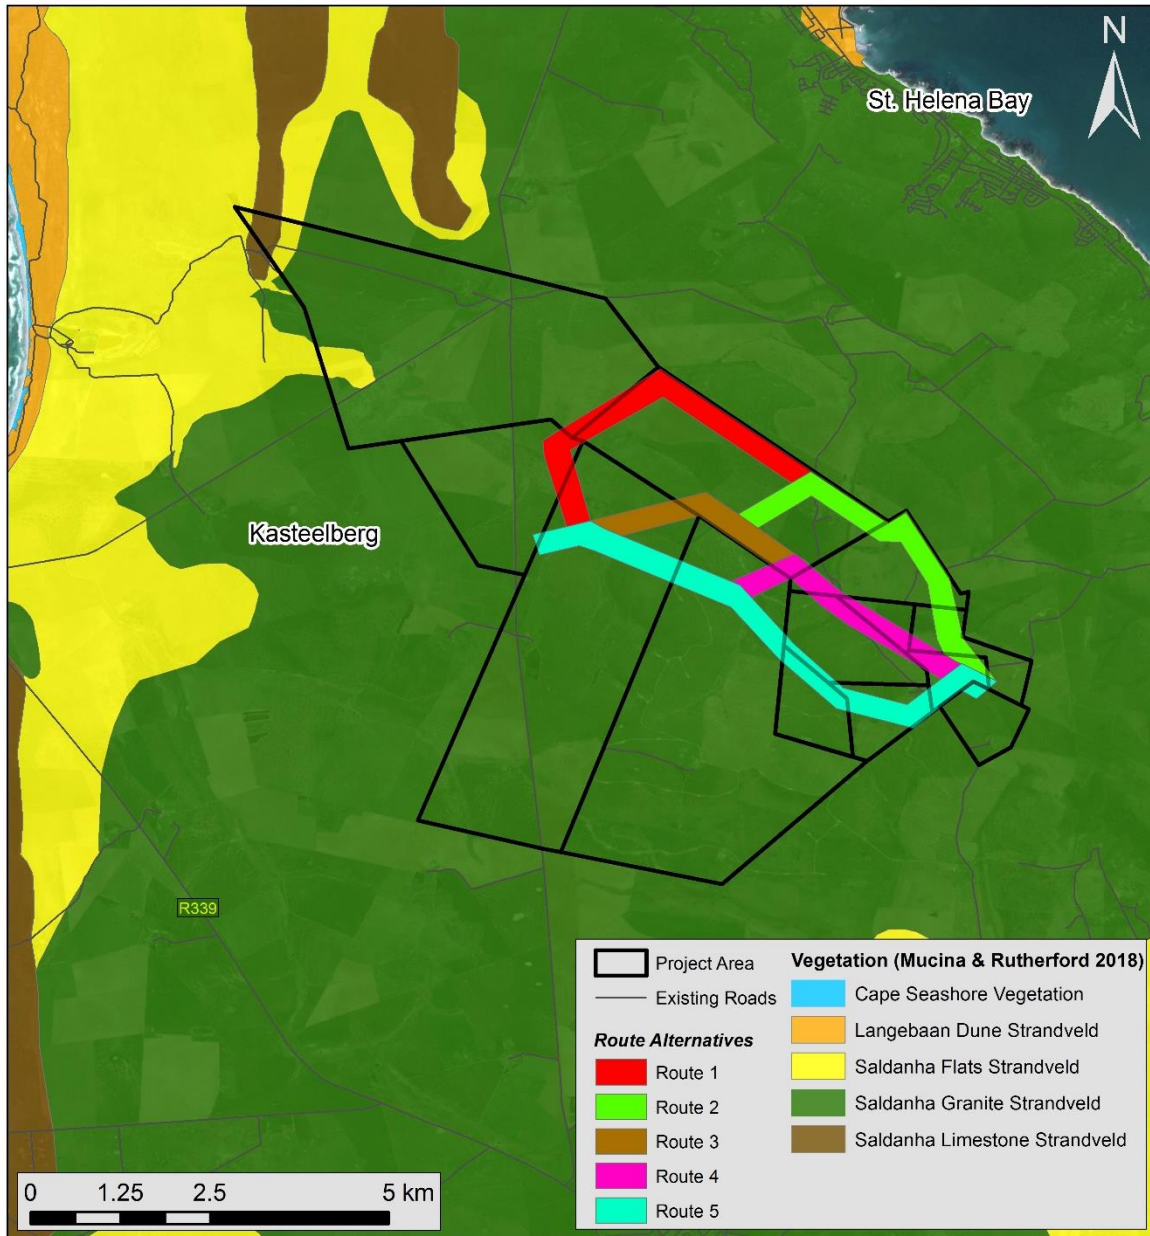 N
St. Helena Bay
Kasteelberg
R339
0 1.25 2.5 5 km
Project Area
Existing Roads
Route Alternatives
Route 1
Route 2
Route 3
Route 4
Route 5
Vegetation (Mucina & Rutherford 2018)
Cape Seashore Vegetation
Langebaan Dune Strandveld
Saldanha Flats Strandveld
Saldanha Granite Strandveld
Saldanha Limestone Strandveld